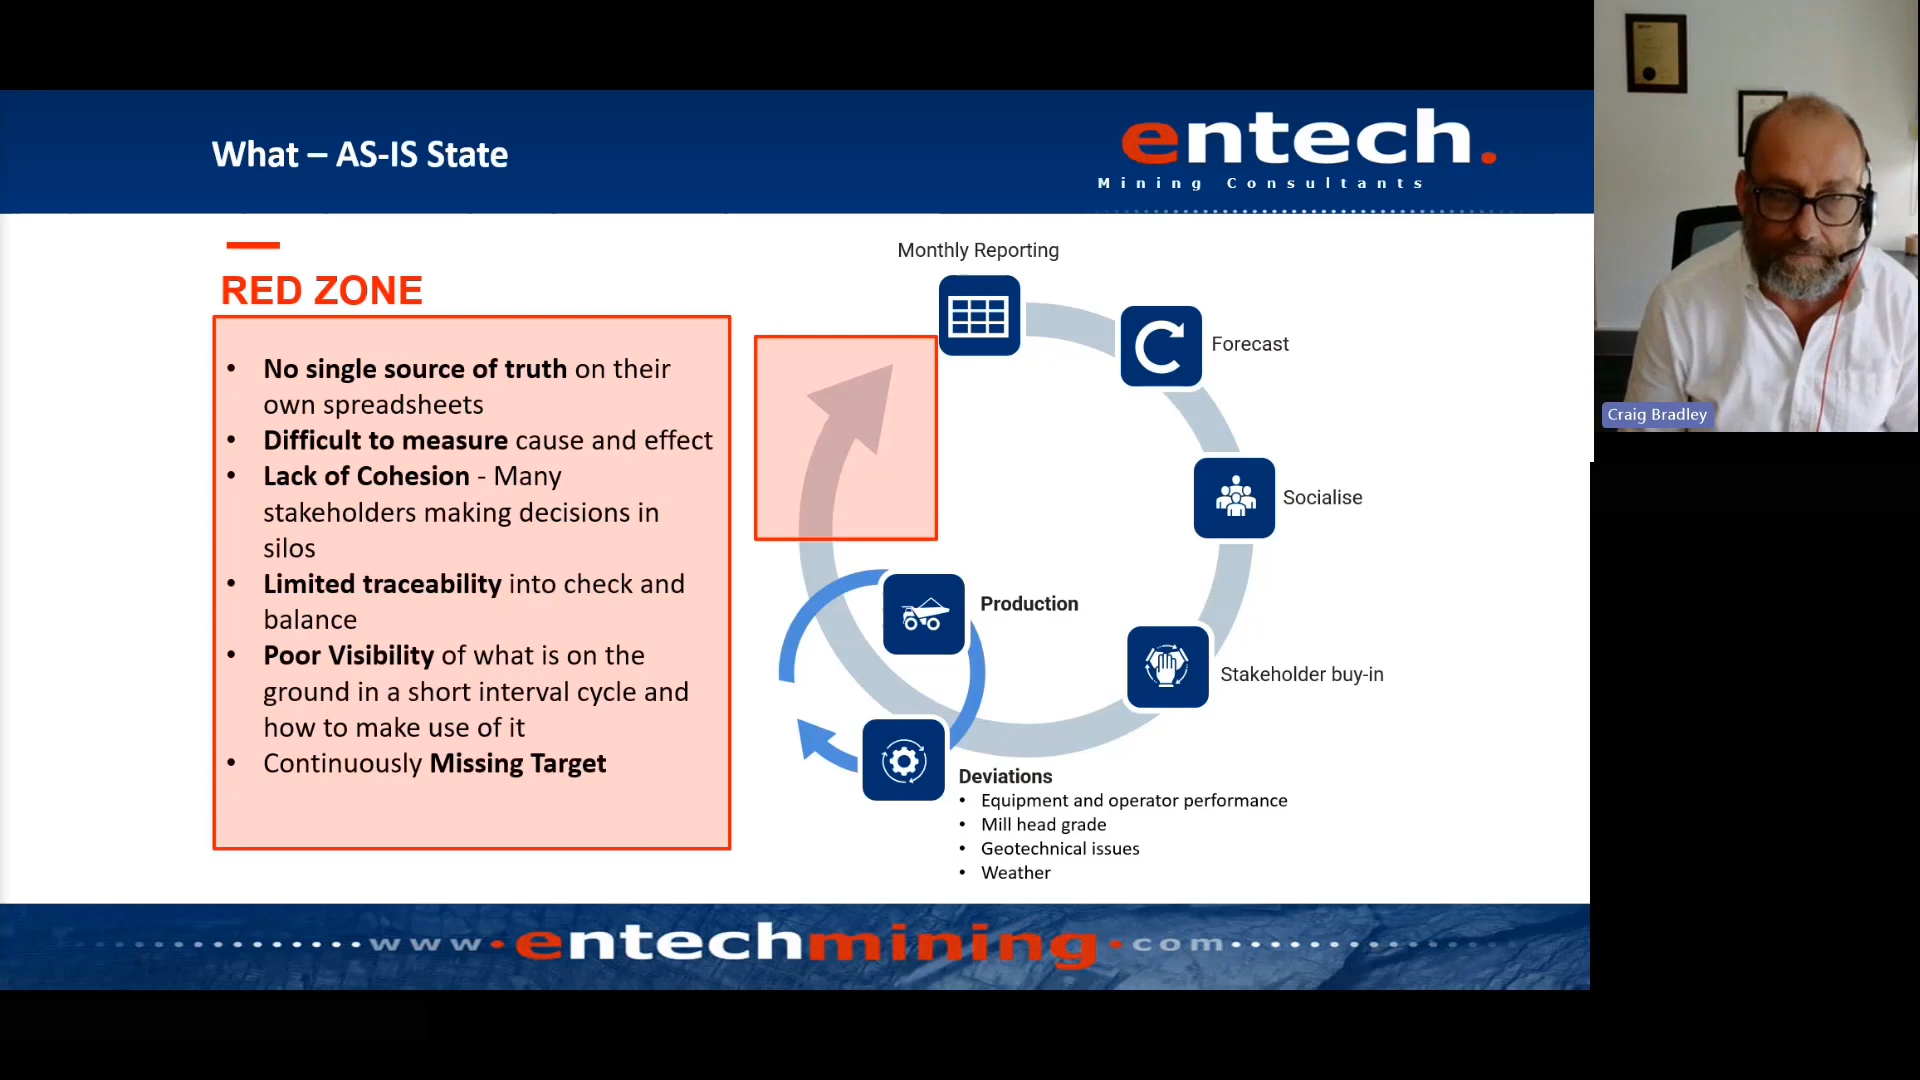 What – AS-IS State
entech.
Mining Consultants
RED ZONE
• No single source of truth on their
own spreadsheets
• Difficult to measure cause and effect
• Lack of Cohesion - Many
stakeholders making decisions in
silos
• Limited traceability into check and
balance
• Poor Visibility of what is on the
ground in a short interval cycle and
how to make use of it
• Continuously Missing Target
Monthly Reporting
Forecast
Socialise
Stakeholder buy-in
Production
Deviations
• Equipment and operator performance
• Mill head grade
• Geotechnical issues
• Weather
www.entechmining.com
Craig Bradley